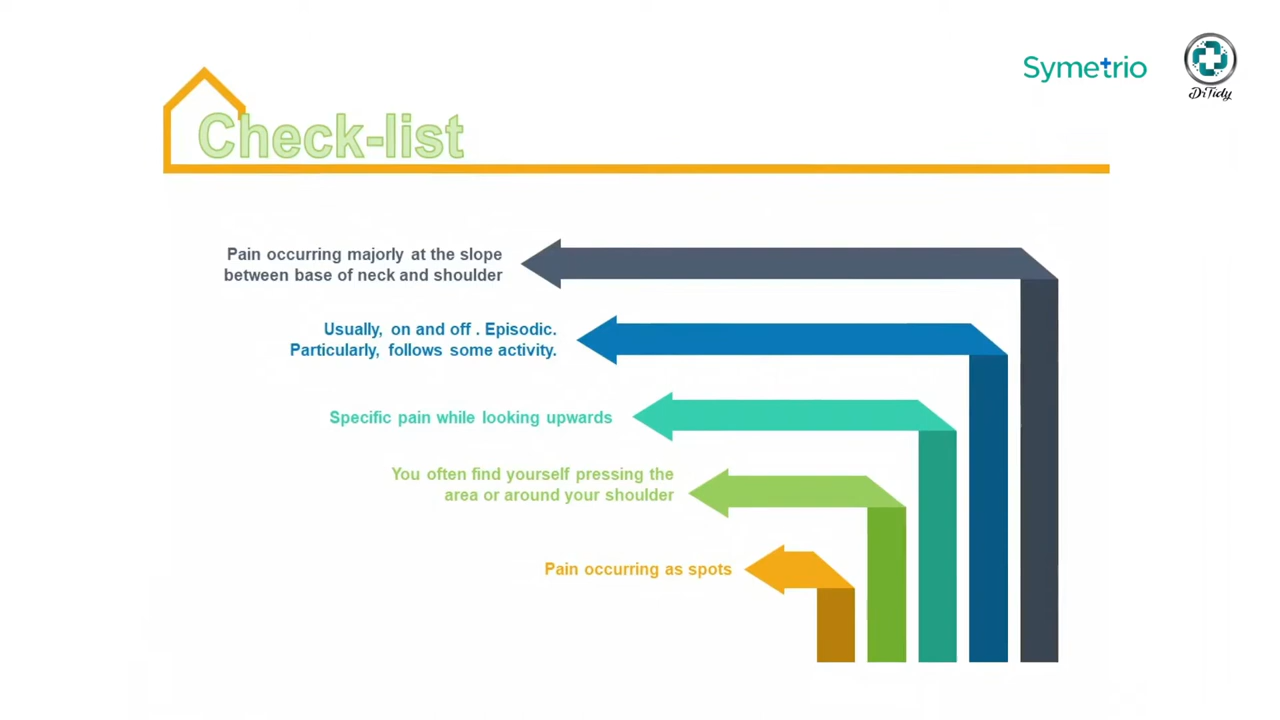 Symetrio
DiTidy
Check-list
Pain occurring majorly at the slope
between base of neck and shoulder
Usually, on and off . Episodic.
Particularly, follows some activity.
Specific pain while looking upwards
You often find yourself pressing the
area or around your shoulder
Pain occurring as spots